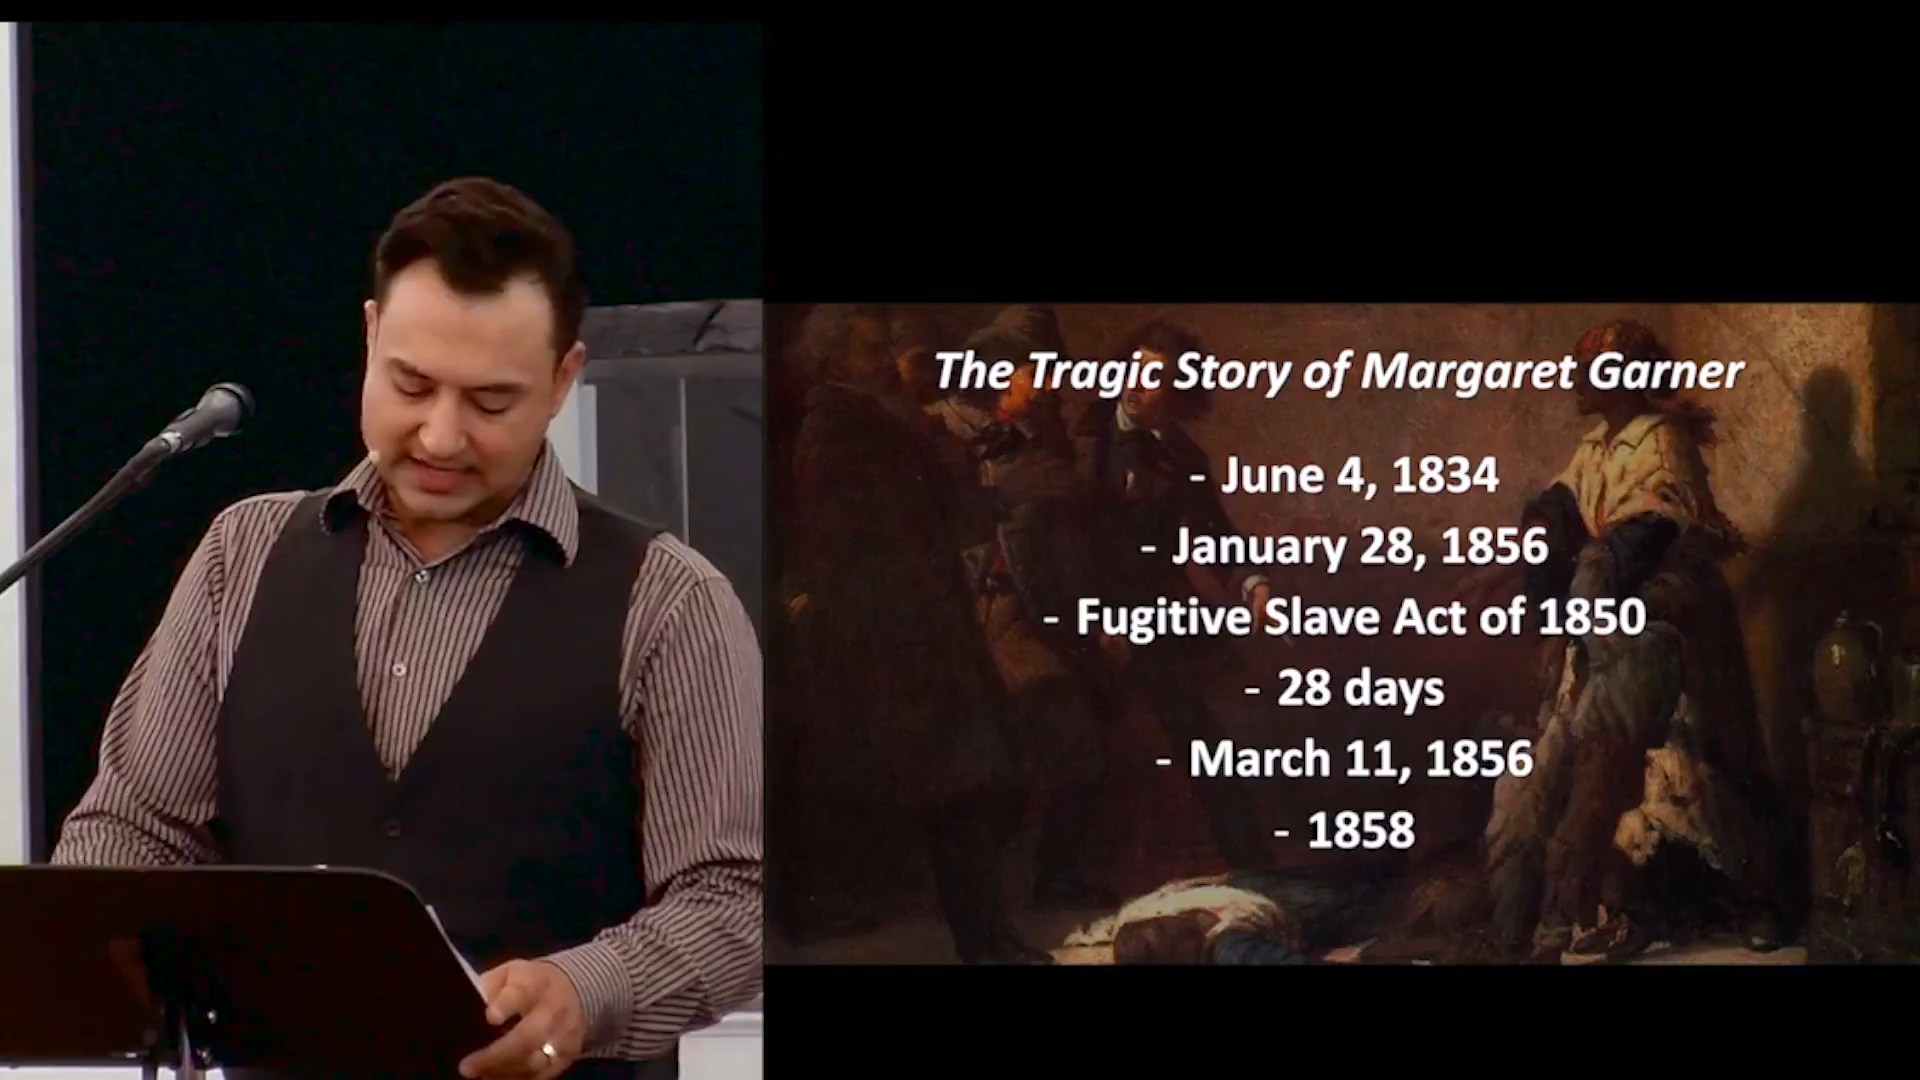 The Tragic Story of Margaret Garner
- June 4, 1834
- January 28, 1856
- Fugitive Slave Act of 1850
- 28 days
- March 11, 1856
- 1858